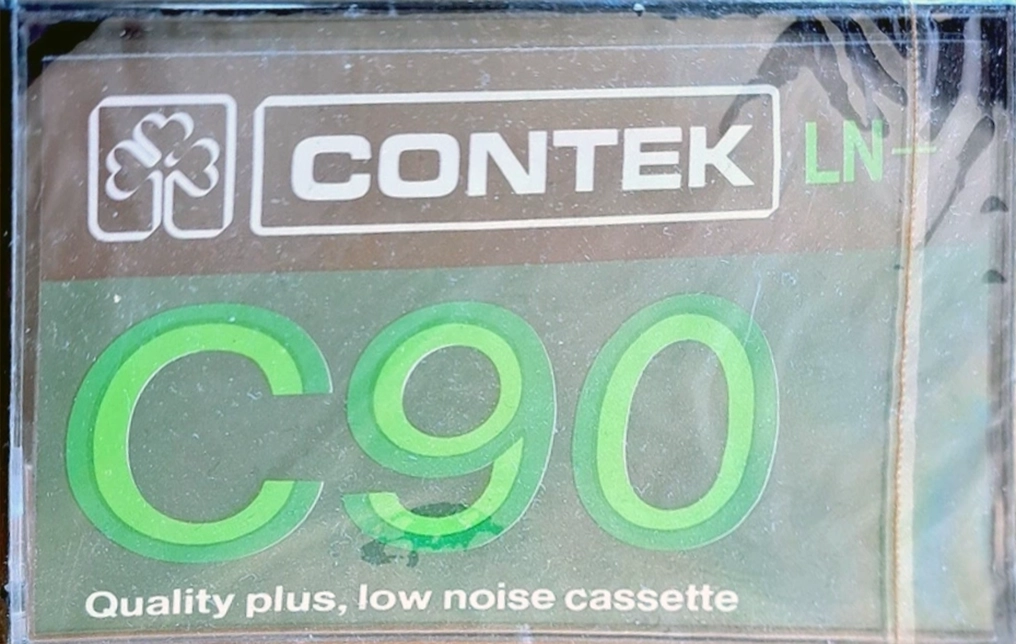 CONTEK LN
C90
Quality plus, low noise cassette